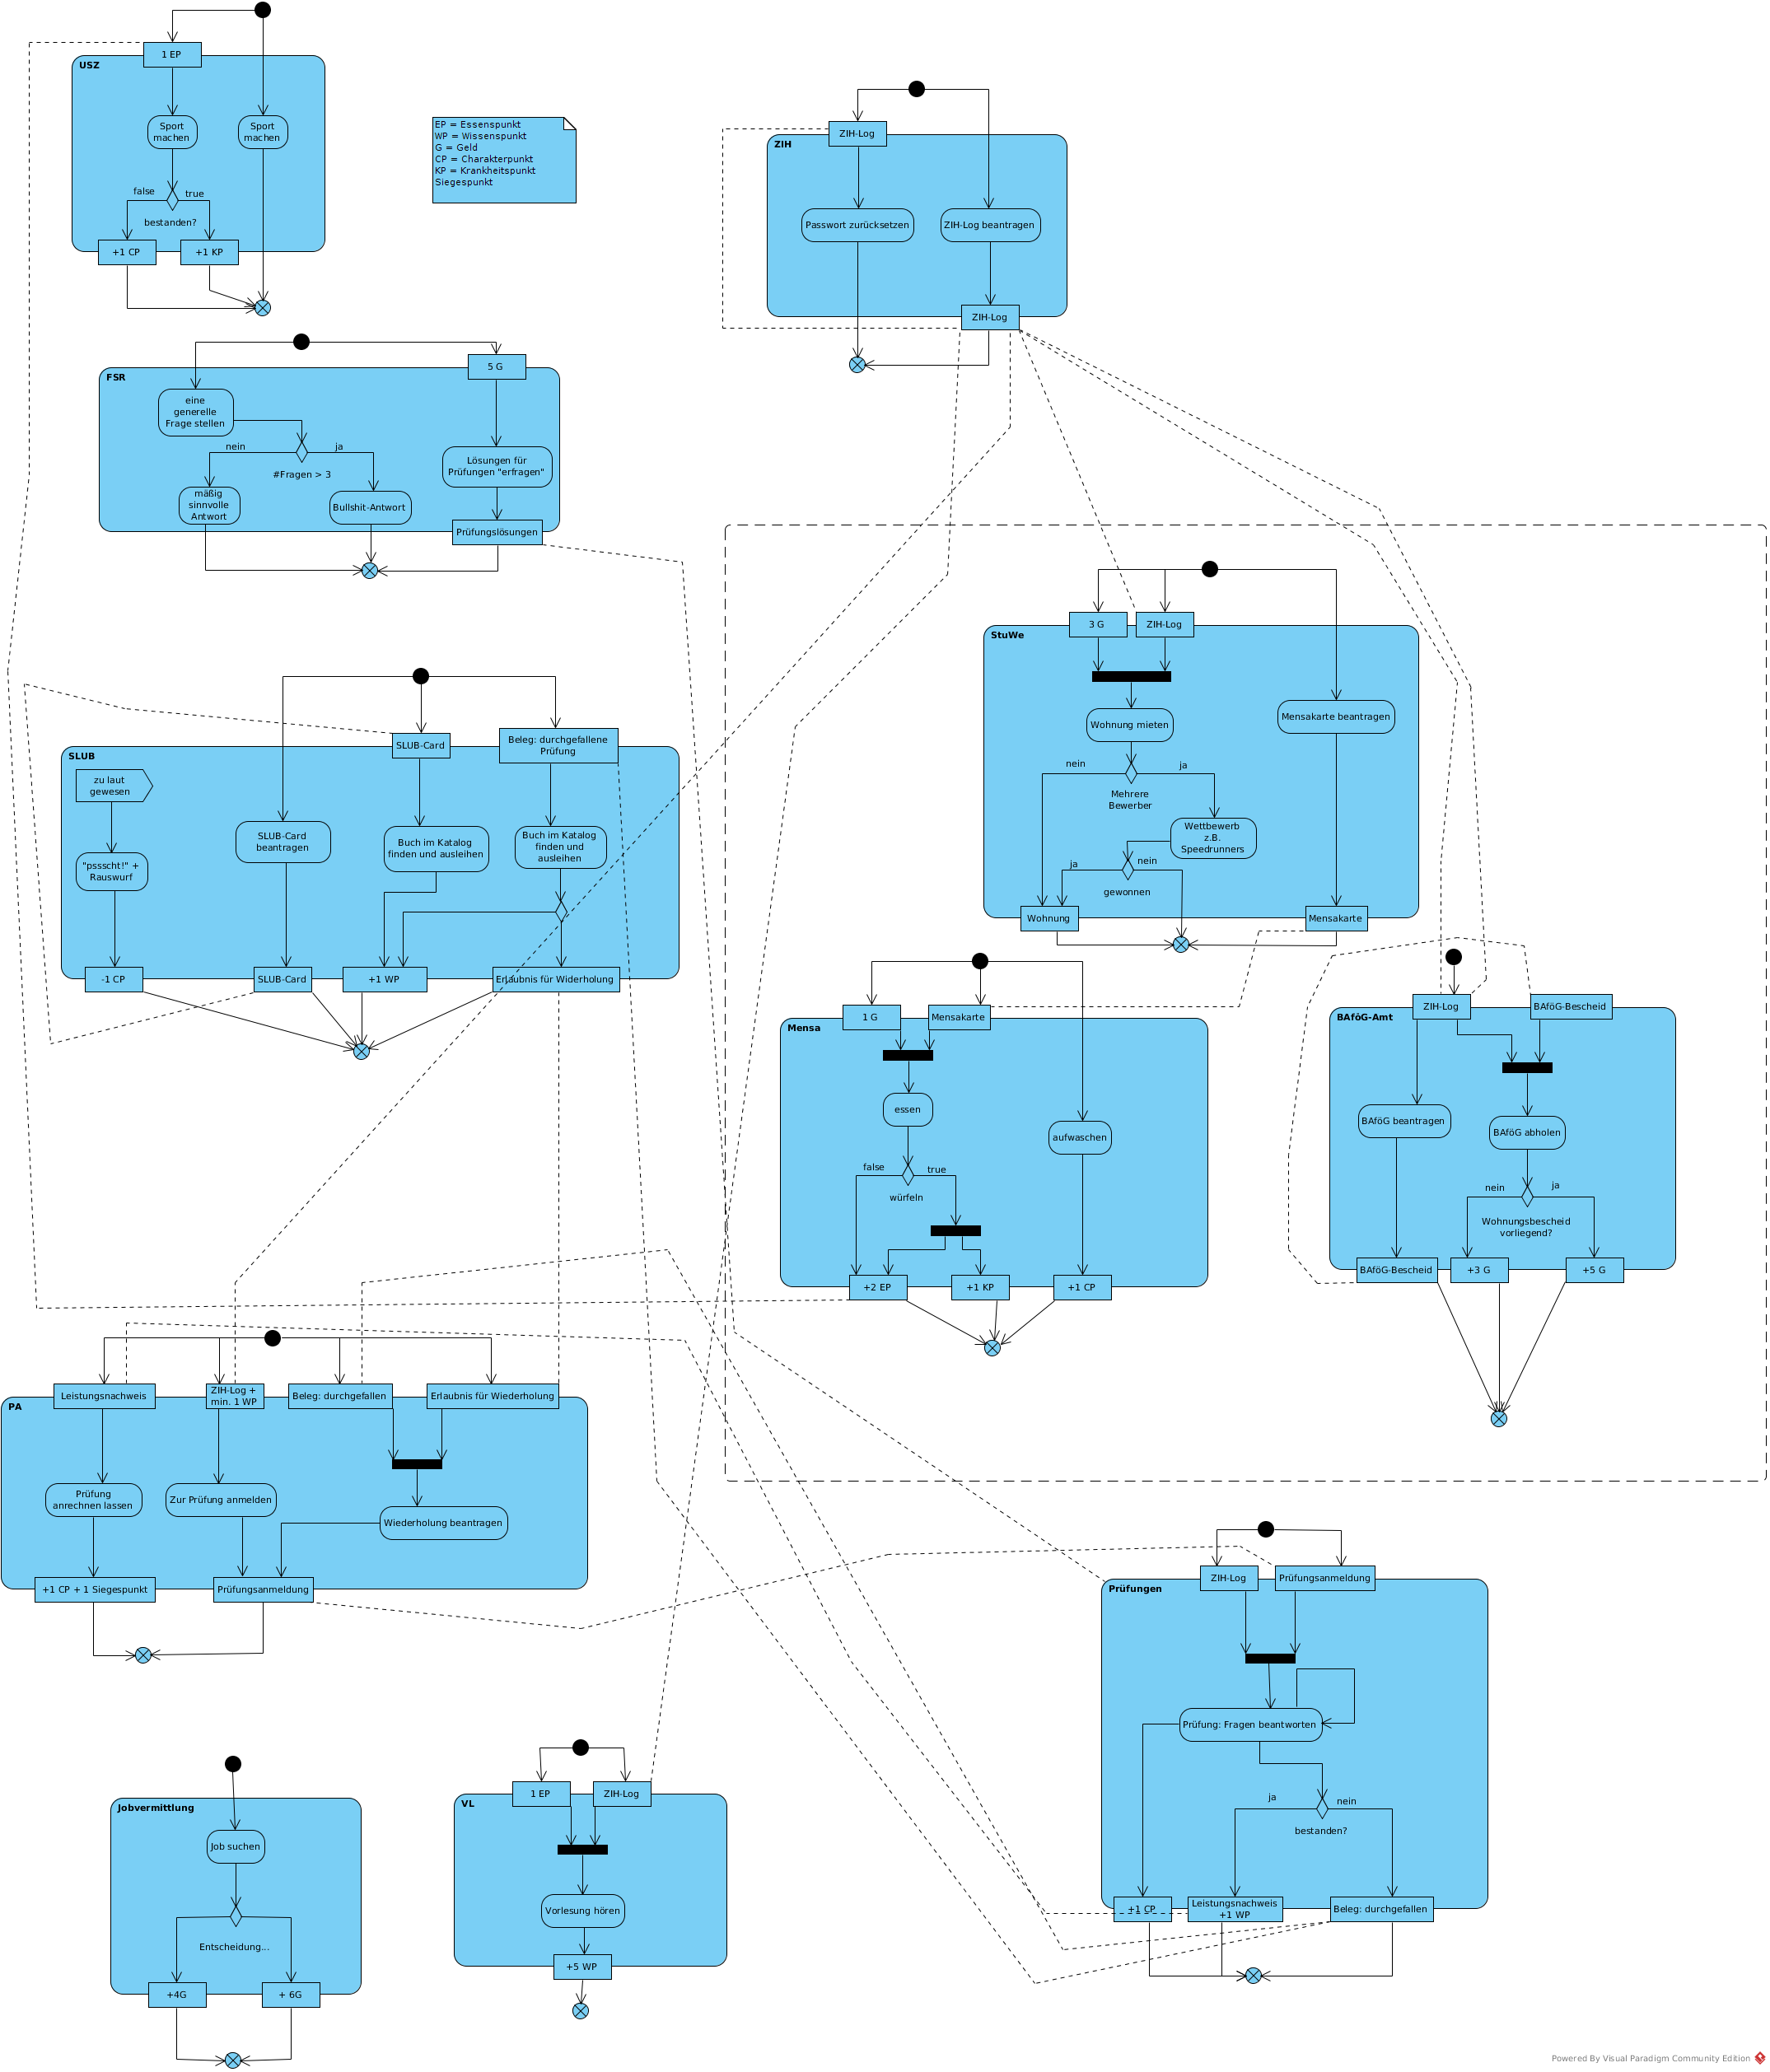 1 EP
USZ
Sport
machen
Sport
machen
false
true
bestanden?
+1 CP
+1 KP
EP = Essenspunkt
WP = Wissenspunkt
G = Geld
CP = Charakterpunkt
KP = Krankheitspunkt
Siegespunkt
ZIH-Log
ZIH
Passwort zurücksetzen
ZIH-Log beantragen
ZIH-Log
5 G
FSR
eine
generelle
Frage stellen
nein
ja
#Fragen > 3
Lösungen für
Prüfungen "erfragen"
mäßig
sinnvolle
Antwort
Bullshit-Antwort
Prüfungslösungen
3 G
ZIH-Log
StuWe
Wohnung mieten
Mensakarte beantragen
nein
ja
Mehrere
Bewerber
Wettbewerb
z.B.
Speedrunners
ja
nein
gewonnen
Wohnung
Mensakarte
SLUB-Card
Beleg: durchgefallene
Prüfung
SLUB
zu laut
gewesen
"pssscht!" +
Rauswurf
SLUB-Card
beantragen
Buch im Katalog
finden und ausleihen
Buch im Katalog
finden und
ausleihen
-1 CP
SLUB-Card
+1 WP
Erlaubnis für Widerholung
1 G
Mensakarte
Mensa
essen
aufwaschen
false
true
würfeln
+2 EP
+1 KP
+1 CP
ZIH-Log
BAföG-Bescheid
BAföG-Amt
BAföG beantragen
BAföG abholen
nein
ja
Wohnungsbescheid
vorliegend?
BAföG-Bescheid
+3 G
+5 G
Leistungsnachweis
ZIH-Log +
min. 1 WP
Beleg: durchgefallen
Erlaubnis für Wiederholung
PA
Prüfung
anrechnen lassen
Zur Prüfung anmelden
Wiederholung beantragen
+1 CP + 1 Siegespunkt
Prüfungsanmeldung
ZIH-Log
Prüfungsanmeldung
Prüfungen
Prüfung: Fragen beantworten
ja
nein
bestanden?
+1 CP
Leistungsnachweis
+1 WP
Beleg: durchgefallen
Jobvermittlung
Job suchen
Entscheidung...
+4G
+ 6G
1 EP
ZIH-Log
VL
Vorlesung hören
+5 WP
Powered By Visual Paradigm Community Edition